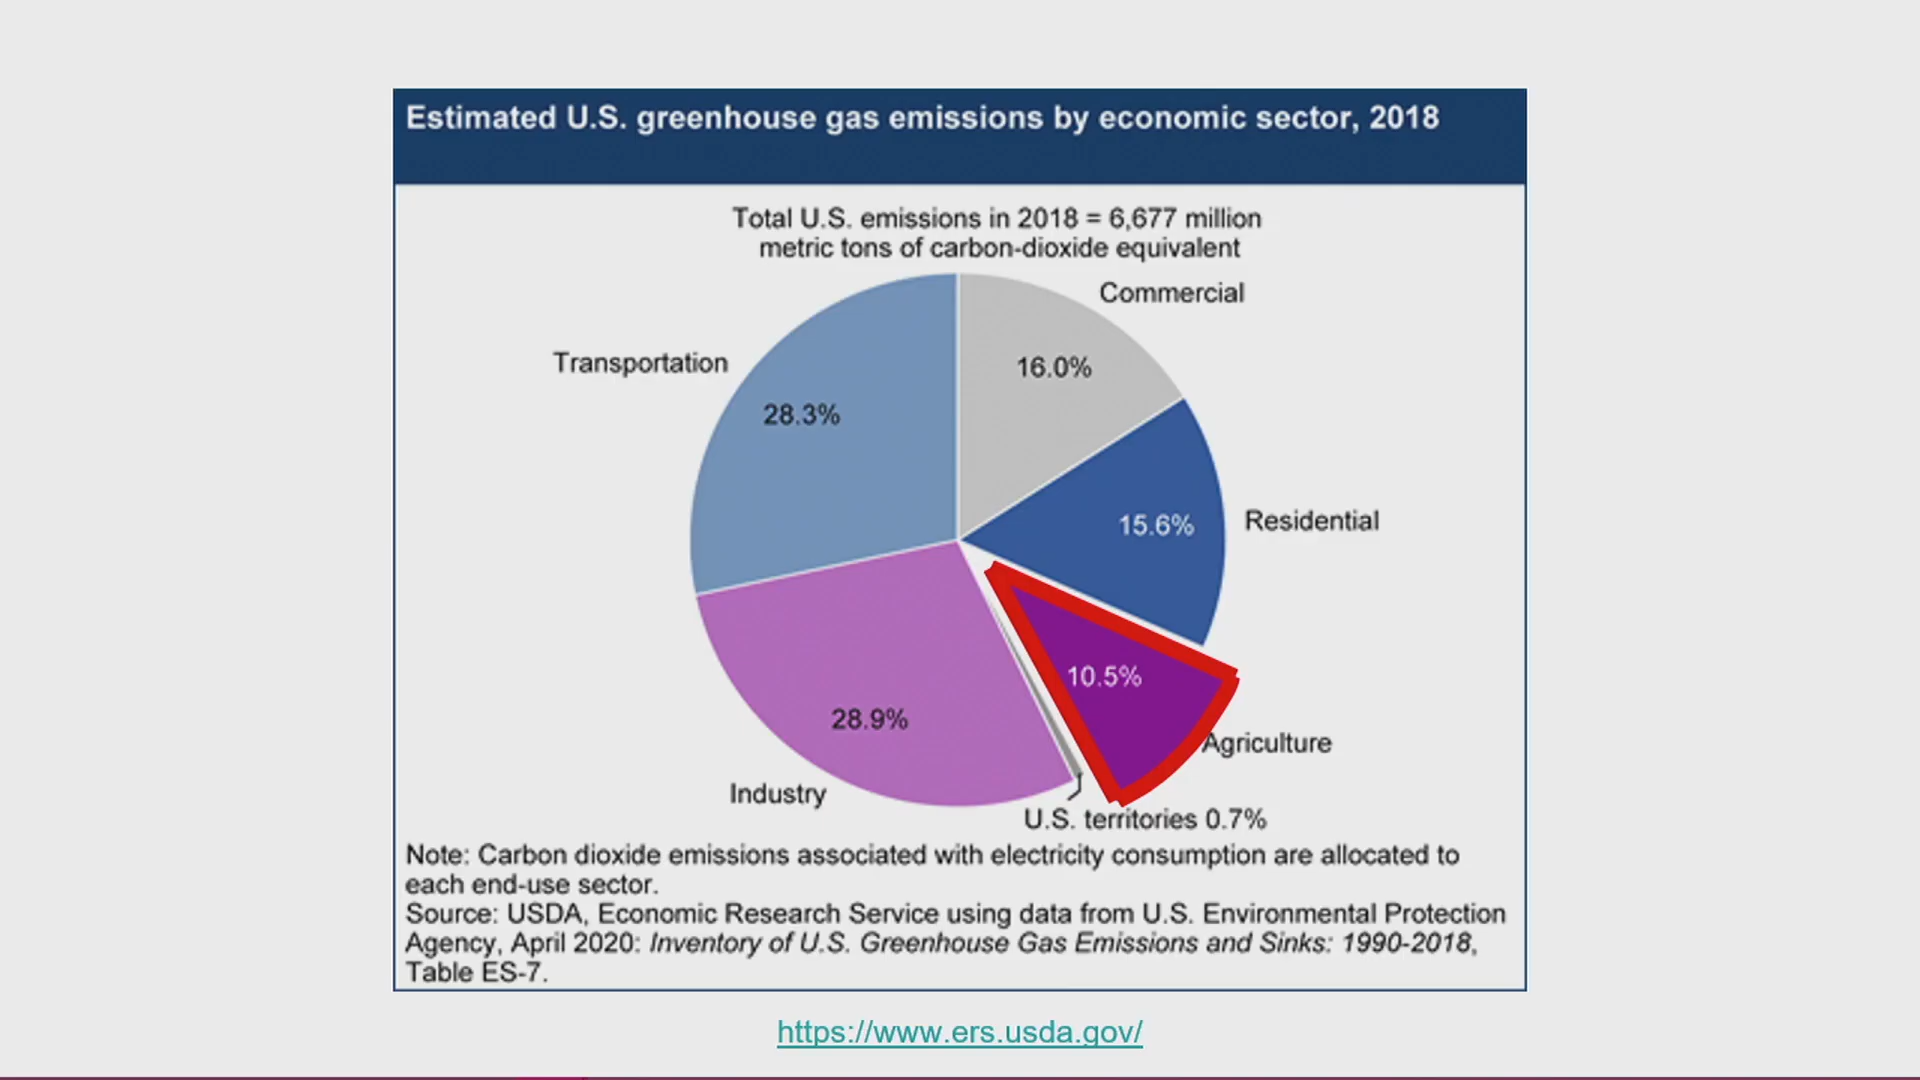 Estimated U.S. greenhouse gas emissions by economic sector, 2018
Total U.S. emissions in 2018 = 6,677 million
metric tons of carbon-dioxide equivalent
Commercial
16.0%
Transportation
28.3%
Residential
15.6%
10.5%
Agriculture
28.9%
Industry
U.S. territories 0.7%
Note: Carbon dioxide emissions associated with electricity consumption are allocated to
each end-use sector.
Source: USDA, Economic Research Service using data from U.S. Environmental Protection
Agency, April 2020: Inventory of U.S. Greenhouse Gas Emissions and Sinks: 1990-2018,
Table ES-7.
https://www.ers.usda.gov/